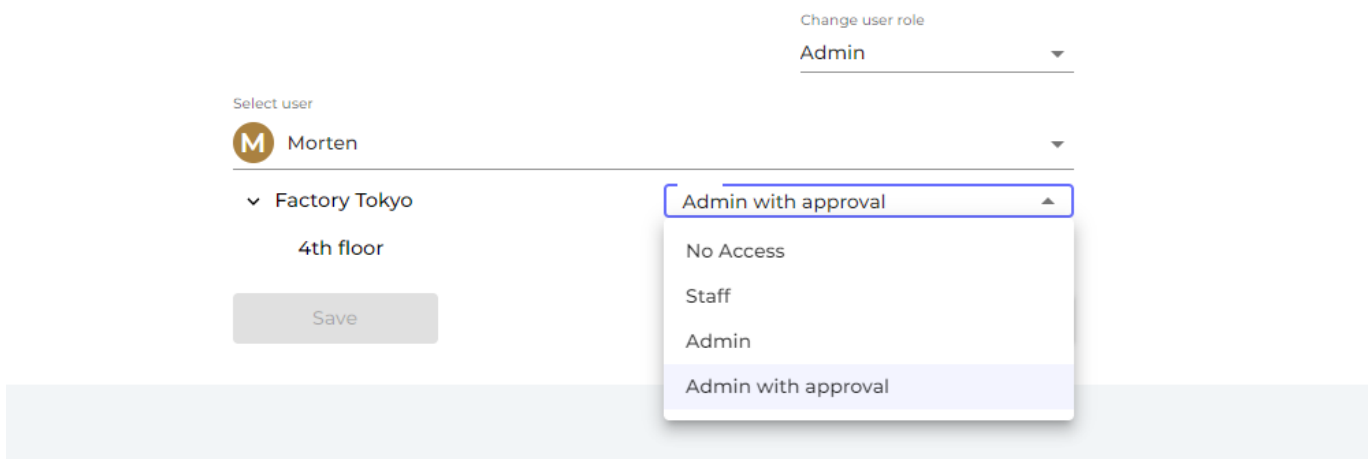 Change user role
Admin
Select user
M Morten
Factory Tokyo
Admin with approval
4th floor
No Access
Staff
Admin
Admin with approval
Save